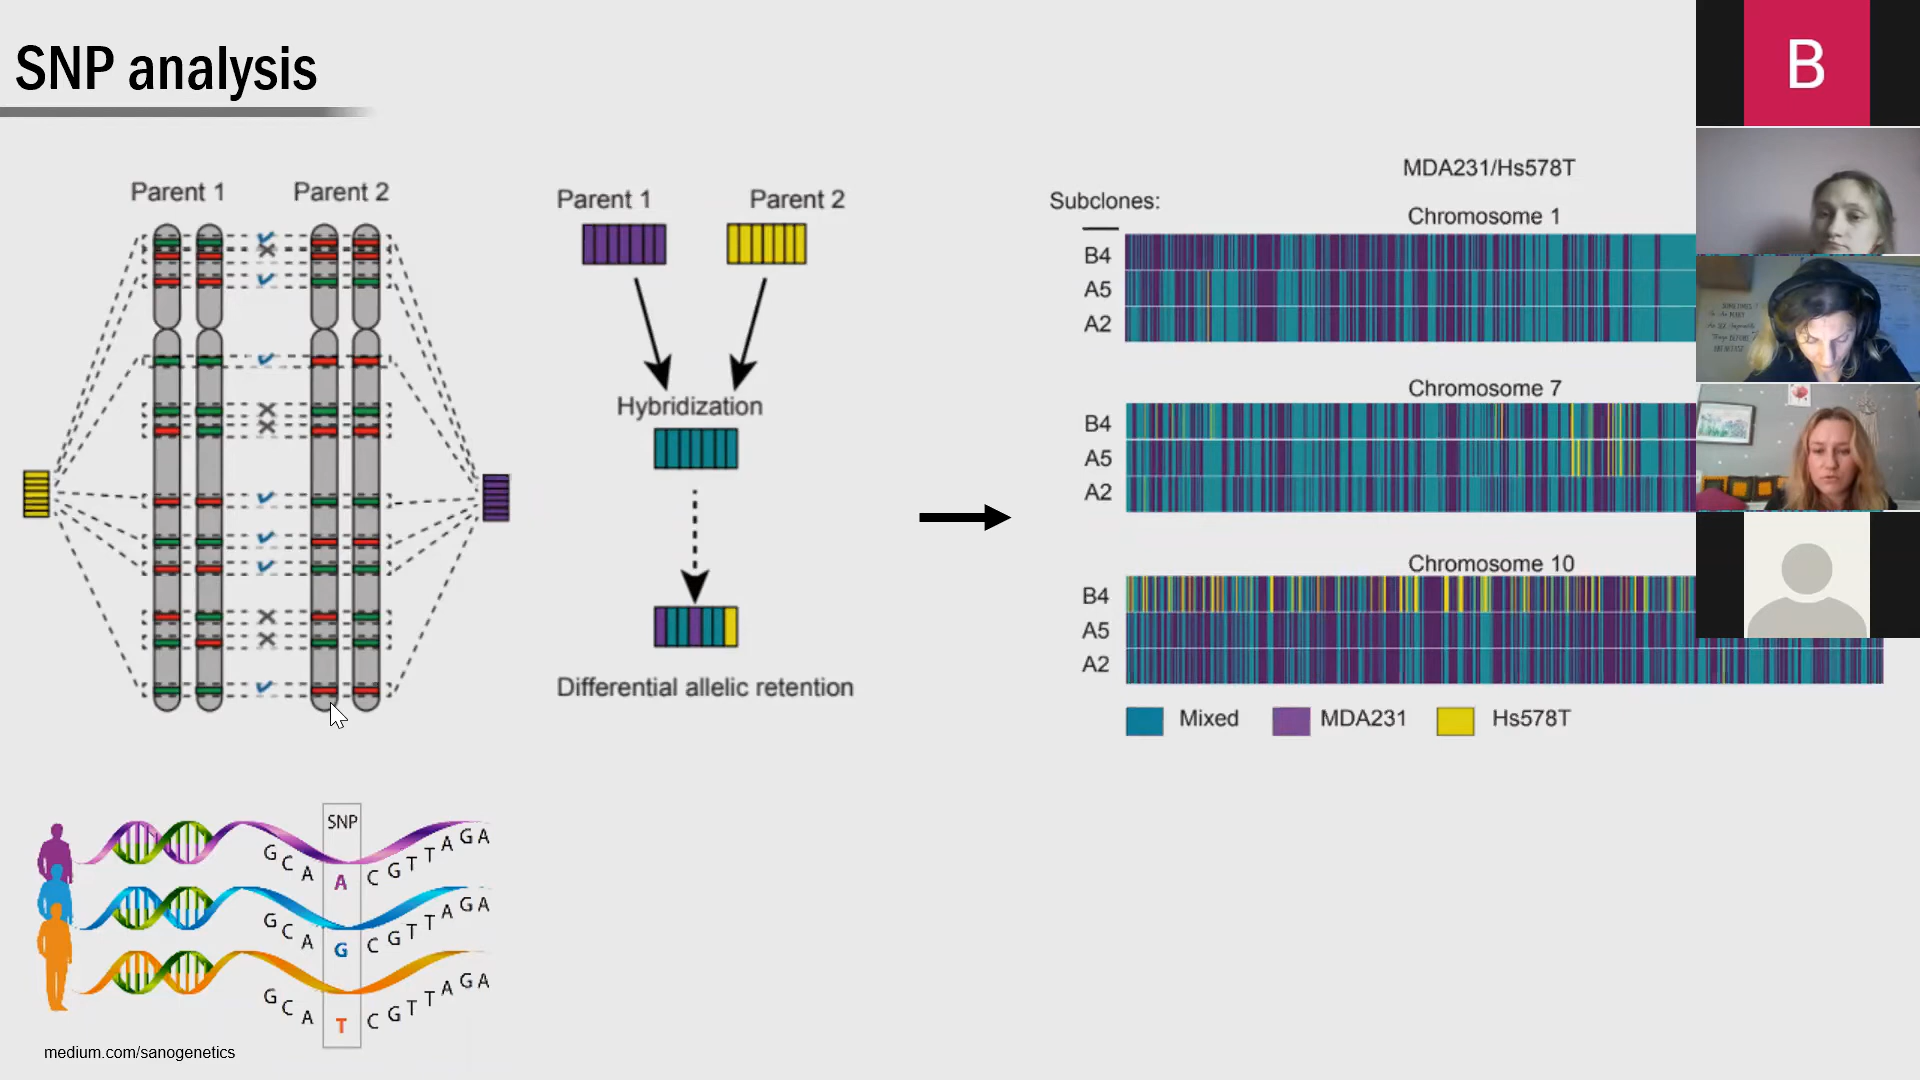 SNP analysis
Parent 1
Parent 2
Parent 1
Parent 2
Hybridization
Differential allelic retention
MDA231/Hs578T
Subclones:
Chromosome 1
B4
A5
A2
Chromosome 7
B4
A5
A2
Chromosome 10
B4
A5
A2
Mixed
MDA231
Hs578T
SNP
G C A A C G T T A G A
G C A G C G T T A G A
G C A T C G T T A G A
medium.com/sanogenetics
B